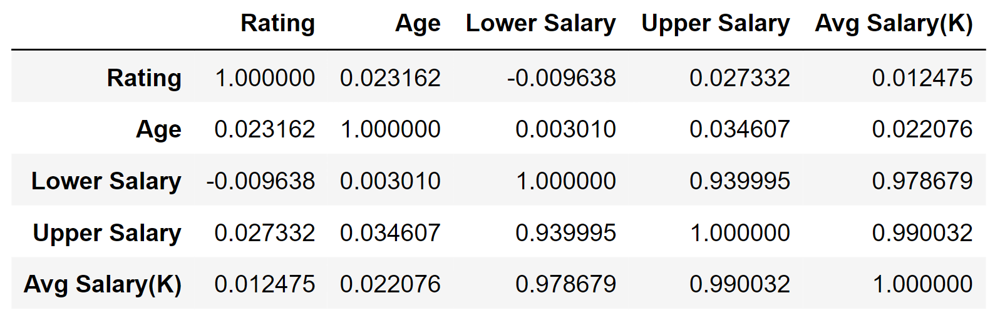 Rating Age Lower Salary Upper Salary Avg Salary(K)
Rating 1.000000 0.023162 -0.009638 0.027332 0.012475
Age 0.023162 1.000000 0.003010 0.034607 0.022076
Lower Salary -0.009638 0.003010 1.000000 0.939995 0.978679
Upper Salary 0.027332 0.034607 0.939995 1.000000 0.990032
Avg Salary(K) 0.012475 0.022076 0.978679 0.990032 1.000000